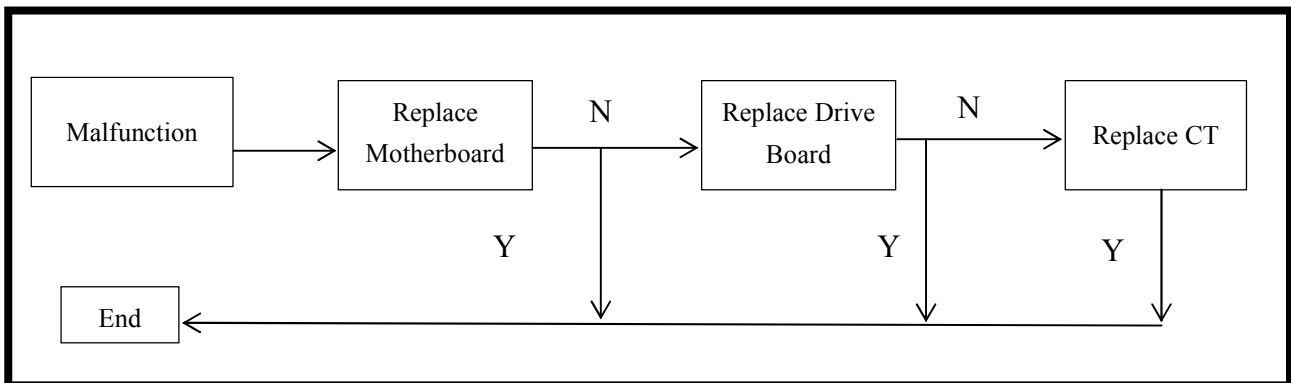 Malfunction
Replace
Motherboard
N
Y
Replace Drive
Board
N
Y
Replace CT
Y
End